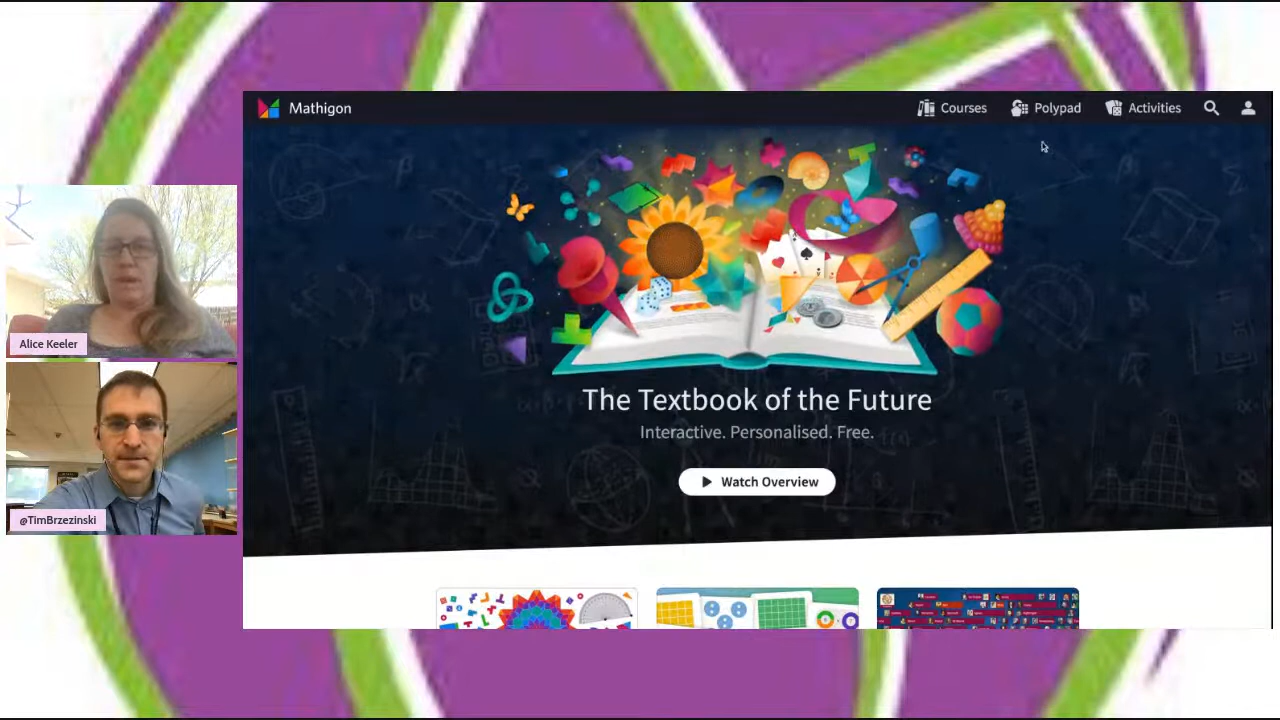 Mathigon
Courses
Polypad
Activities
The Textbook of the Future
Interactive. Personalised. Free.
Watch Overview
Alice Keeler
@TimBrzezinski